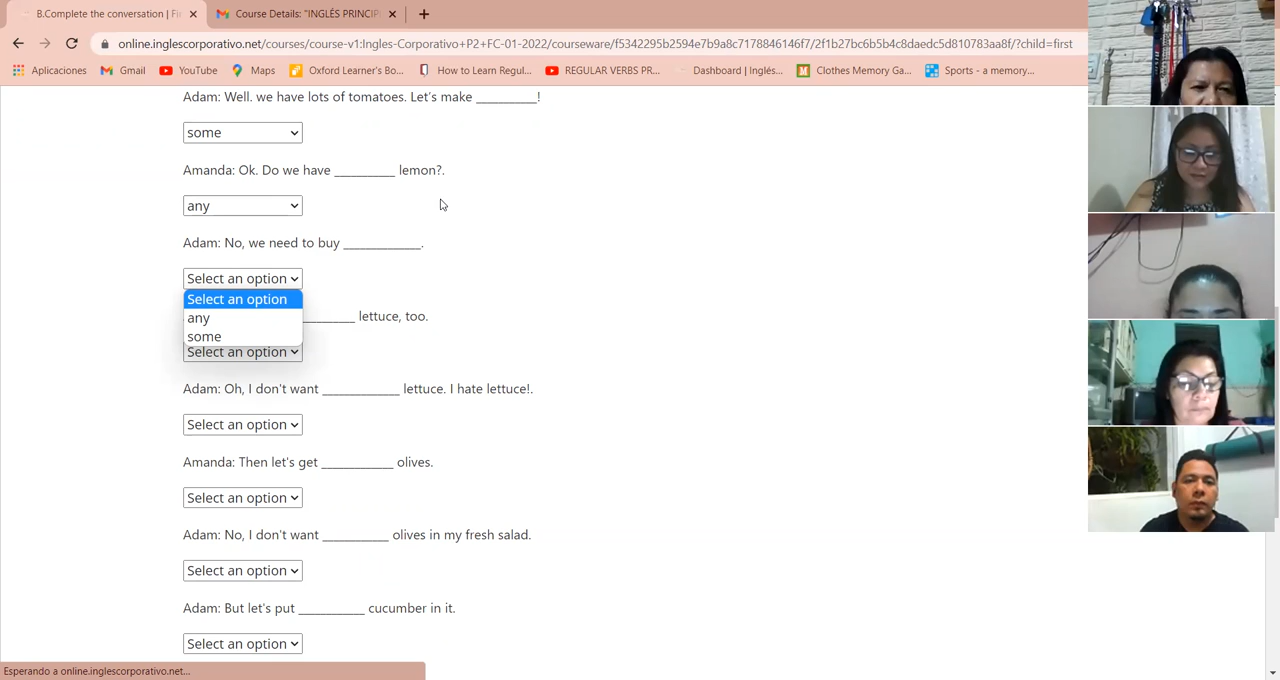 B.Complete the conversation | Fi
Course Details: "INGLÉS PRINCIP
online.inglescorporativo.net/courses/course-v1:Ingles-Corporativo+P2+FC-01-2022/courseware/f5342295b2594e7b9a8c7178846146f7/2f1b27bc6b5b4c8daedc5d810783aa8f/?child=first
Aplicaciones
Gmail
YouTube
Maps
Oxford Learner's Bo...
How to Learn Regul...
REGULAR VERBS PR...
Dashboard | Inglés...
Clothes Memory Ga...
Sports - a memory...
Adam: Well. we have lots of tomatoes. Let's make __________!
some
Amanda: Ok. Do we have __________ lemon?.
any
Adam: No, we need to buy _____________.
Select an option
Select an option
any
some
_________ lettuce, too.
Select an option
Adam: Oh, I don't want _____________ lettuce. I hate lettuce!.
Select an option
Amanda: Then let's get ____________ olives.
Select an option
Adam: No, I don't want ___________ olives in my fresh salad.
Select an option
Adam: But let's put ___________ cucumber in it.
Select an option
Esperando a online.inglescorporativo.net...